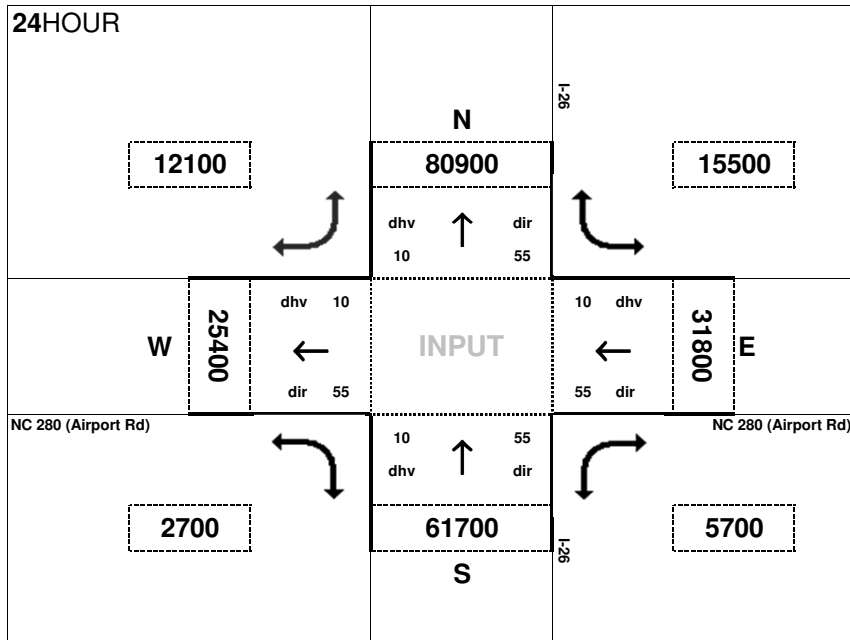 24HOUR
I-26
N
12100
80900
15500
dhv
dir
10
55
dhv 10
10 dhv
W
25400
INPUT
31800
E
dir 55
55 dir
NC 280 (Airport Rd)
NC 280 (Airport Rd)
10
55
dhv
dir
2700
61700
5700
I-26
S